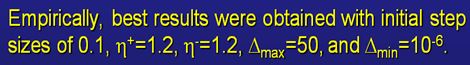 Empirically, best results were obtained with initial step
sizes of 0.1, η⁺=1.2, η⁻=1.2, Δmax=50, and Δmin=10⁻⁶.